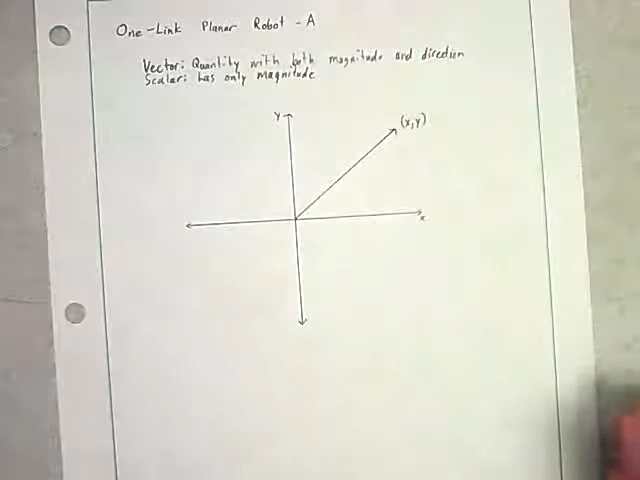 One-Link Planar Robot - A
Vector: Quantity with both magnitude and direction
Scalar: has only magnitude
Y
(x,y)
x